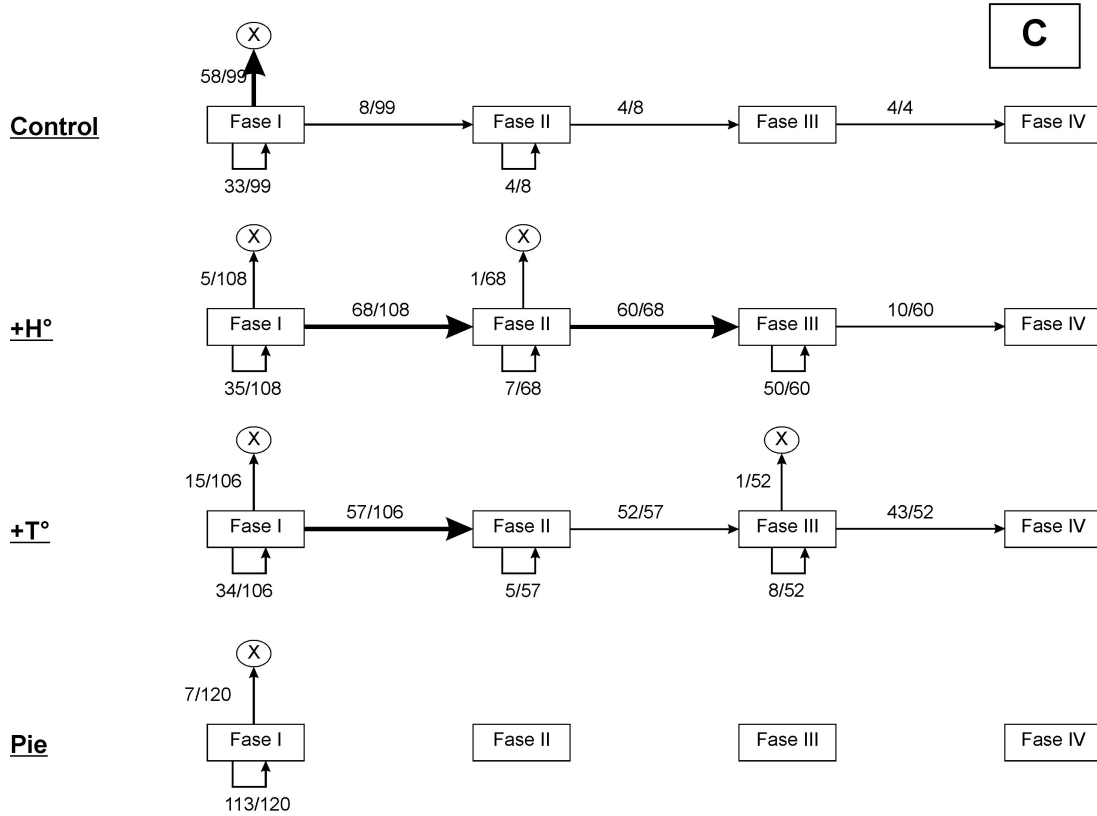 C
X
58/99
Control
Fase I
8/99
Fase II
4/8
Fase III
4/4
Fase IV
33/99
4/8
X
X
5/108
1/68
+H°
Fase I
68/108
Fase II
60/68
Fase III
10/60
Fase IV
35/108
7/68
50/60
X
X
15/106
1/52
+T°
Fase I
57/106
Fase II
52/57
Fase III
43/52
Fase IV
34/106
5/57
8/52
X
7/120
Pie
Fase I
Fase II
Fase III
Fase IV
113/120